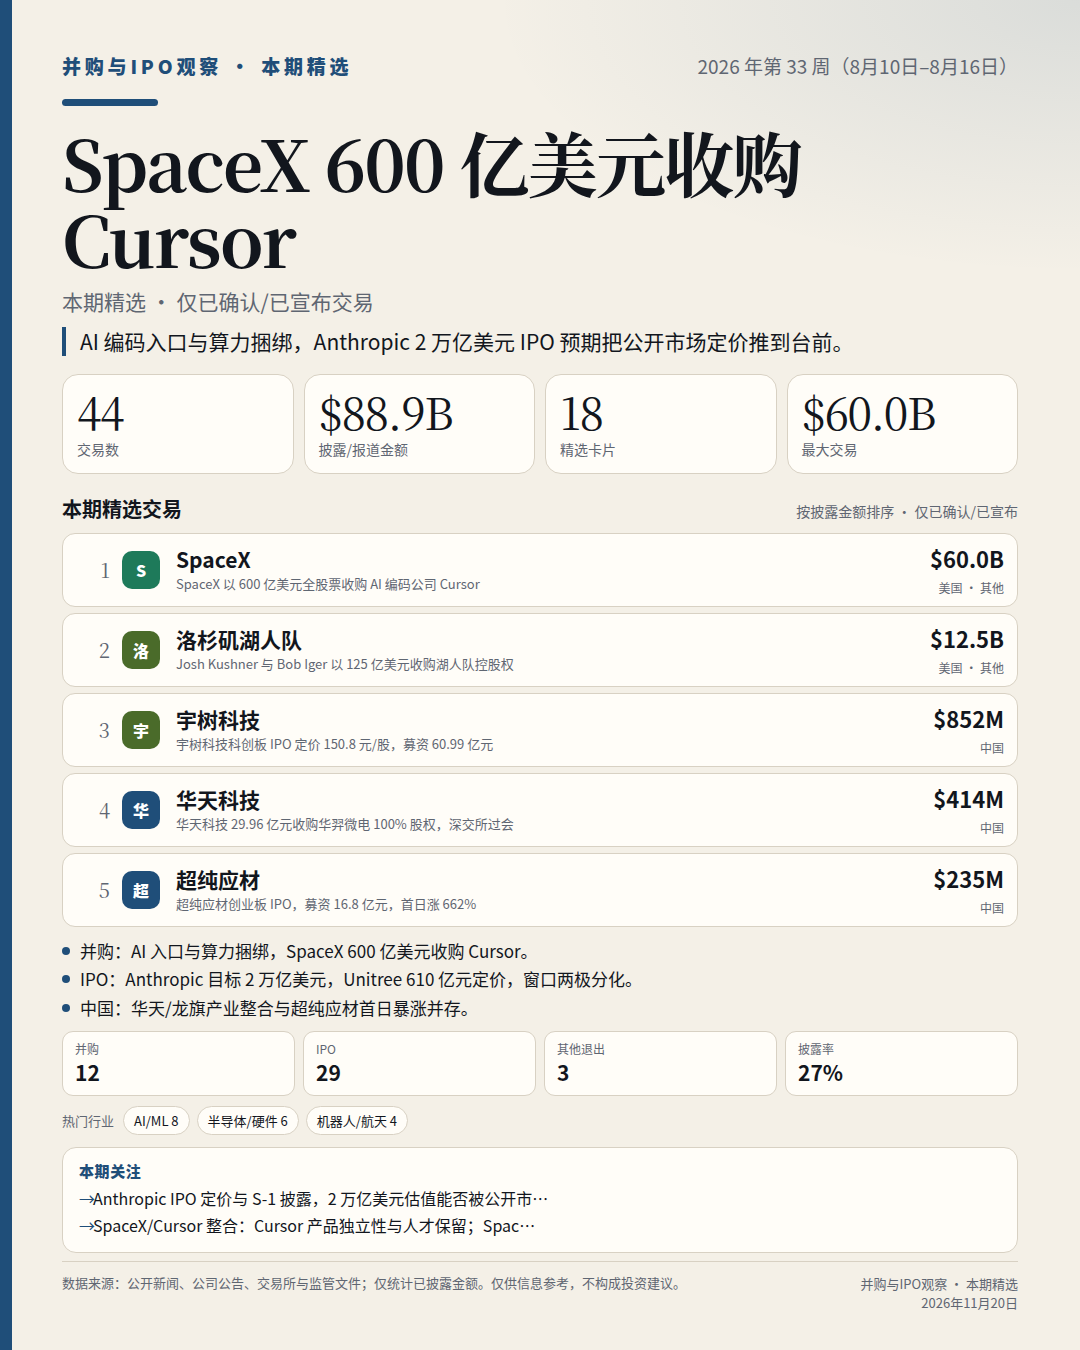 并购与IPO观察 · 本期精选
2026 年第 33 周（8月10日–8月16日）
SpaceX 600 亿美元收购
Cursor
本期精选 · 仅已确认/已宣布交易
AI 编码入口与算力捆绑，Anthropic 2 万亿美元 IPO 预期把公开市场定价推到台前。
44
交易数
$88.9B
披露/报道金额
18
精选卡片
$60.0B
最大交易
本期精选交易
按披露金额排序 · 仅已确认/已宣布
1
S
SpaceX
SpaceX 以 600 亿美元全股票收购 AI 编码公司 Cursor
$60.0B
美国 · 其他
2
洛
洛杉矶湖人队
Josh Kushner 与 Bob Iger 以 125 亿美元收购湖人队控股权
$12.5B
美国 · 其他
3
宇
宇树科技
宇树科技科创板 IPO 定价 150.8 元/股，募资 60.99 亿元
$852M
中国
4
华
华天科技
华天科技 29.96 亿元收购华羿微电 100% 股权，深交所过会
$414M
中国
5
超
超纯应材
超纯应材创业板 IPO，募资 16.8 亿元，首日涨 662%
$235M
中国
并购：AI 入口与算力捆绑，SpaceX 600 亿美元收购 Cursor。
IPO：Anthropic 目标 2 万亿美元，Unitree 610 亿元定价，窗口两极分化。
中国：华天/龙旗产业整合与超纯应材首日暴涨并存。
并购
12
IPO
29
其他退出
3
披露率
27%
热门行业 AI/ML 8 半导体/硬件 6 机器人/航天 4
本期关注
→Anthropic IPO 定价与 S-1 披露，2 万亿美元估值能否被公开市…
→SpaceX/Cursor 整合：Cursor 产品独立性与人才保留；Spac…
数据来源：公开新闻、公司公告、交易所与监管文件；仅统计已披露金额。仅供信息参考，不构成投资建议。
并购与IPO观察 · 本期精选
2026年11月20日